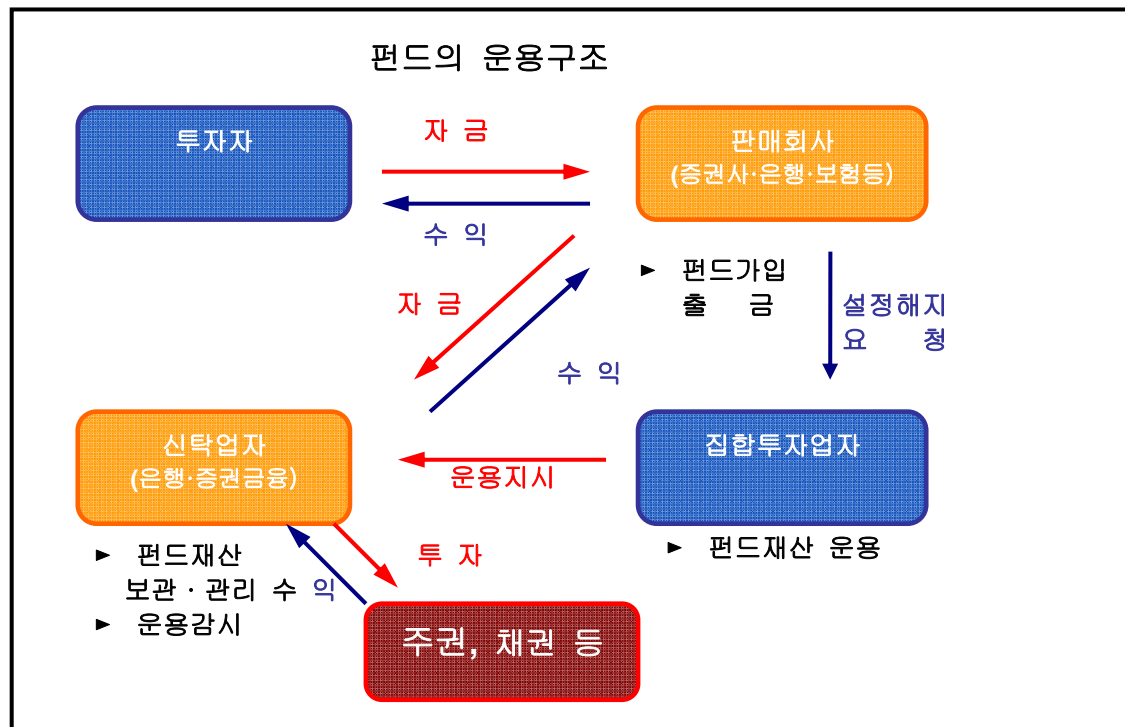 펀드의 운용구조
투자자
자 금
판매회사
(증권사·은행·보험등)
수 익
► 펀드가입
출 금
자 금
설정해지
요 청
수 익
신탁업자
(은행·증권금융)
집합투자업자
운용지시
► 펀드재산
보관 · 관리 수 익
► 운용감시
투 자
► 펀드재산 운용
주권, 채권 등